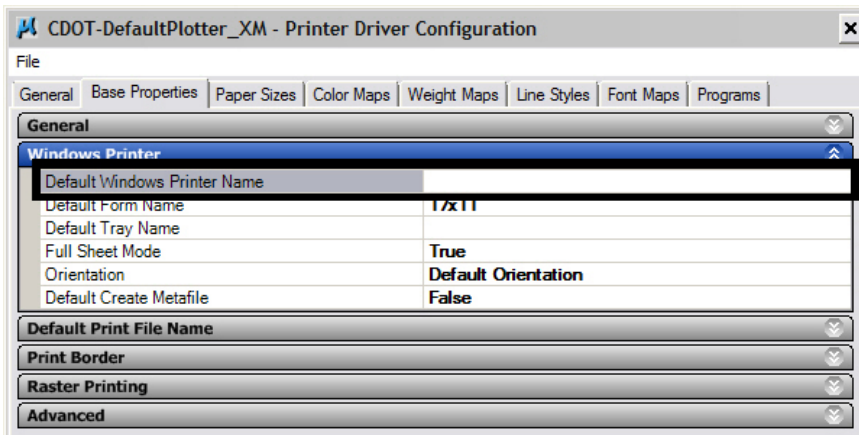 CDOT-DefaultPlotter_XM - Printer Driver Configuration
File
General Base Properties Paper Sizes Color Maps Weight Maps Line Styles Font Maps Programs
General
Windows Printer
Default Windows Printer Name
Default Form Name 17x11
Default Tray Name
Full Sheet Mode True
Orientation Default Orientation
Default Create Metafile False
Default Print File Name
Print Border
Raster Printing
Advanced